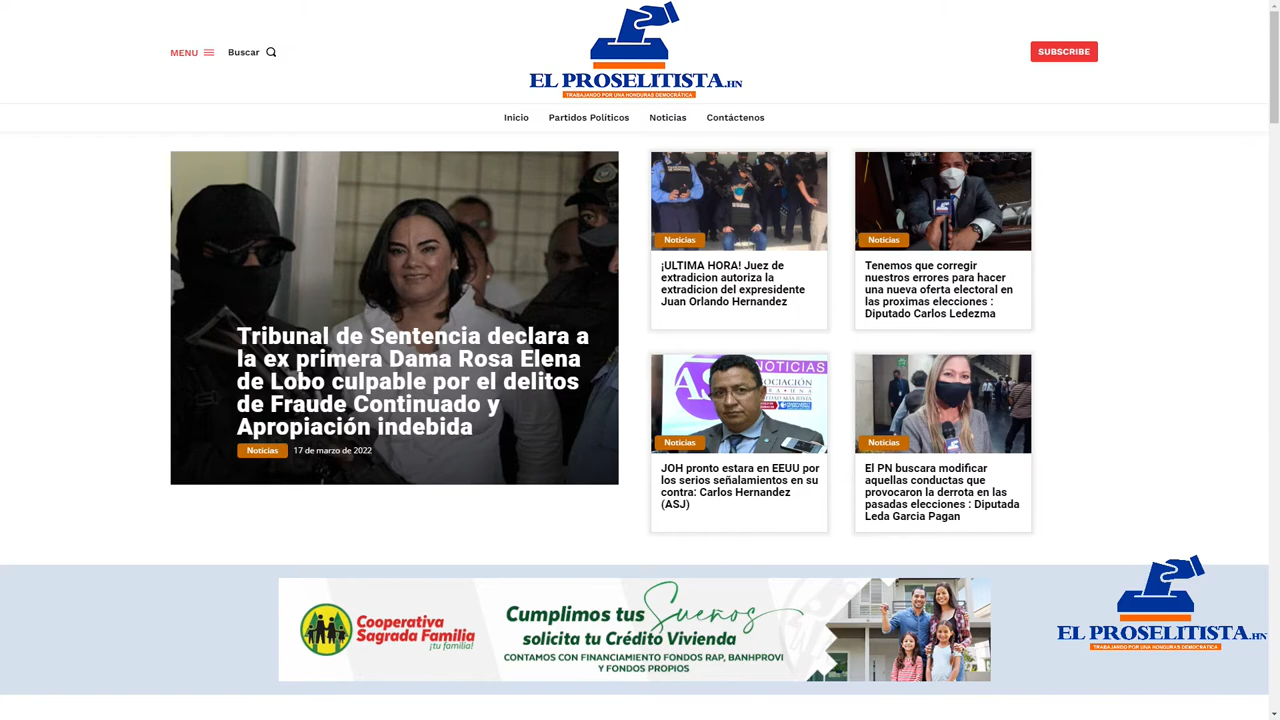 MENU
Buscar
EL PROSELITISTA.HN
TRABAJANDO POR UNA HONDURAS DEMOCRÁTICA
SUBSCRIBE
Inicio
Partidos Políticos
Noticias
Contáctenos
Tribunal de Sentencia declara a
la ex primera Dama Rosa Elena
de Lobo culpable por el delitos
de Fraude Continuado y
Apropiación indebida
Noticias
17 de marzo de 2022
Noticias
¡ULTIMA HORA! Juez de
extradicion autoriza la
extradicion del expresidente
Juan Orlando Hernandez
Noticias
Tenemos que corregir
nuestros errores para hacer
una nueva oferta electoral en
las proximas elecciones :
Diputado Carlos Ledezma
NOTICIAS
Noticias
JOH pronto estara en EEUU por
los serios señalamientos en su
contra: Carlos Hernandez
(ASJ)
Noticias
El PN buscara modificar
aquellas conductas que
provocaron la derrota en las
pasadas elecciones : Diputada
Leda Garcia Pagan
Cooperativa
Sagrada Familia
¡tu familia!
Cumplimos tus Sueños
solicita tu Crédito Vivienda
CONTAMOS CON FINANCIAMIENTO FONDOS RAP, BANHPROVI
Y FONDOS PROPIOS
EL PROSELITISTA.HN
TRABAJANDO POR UNA HONDURAS DEMOCRÁTICA